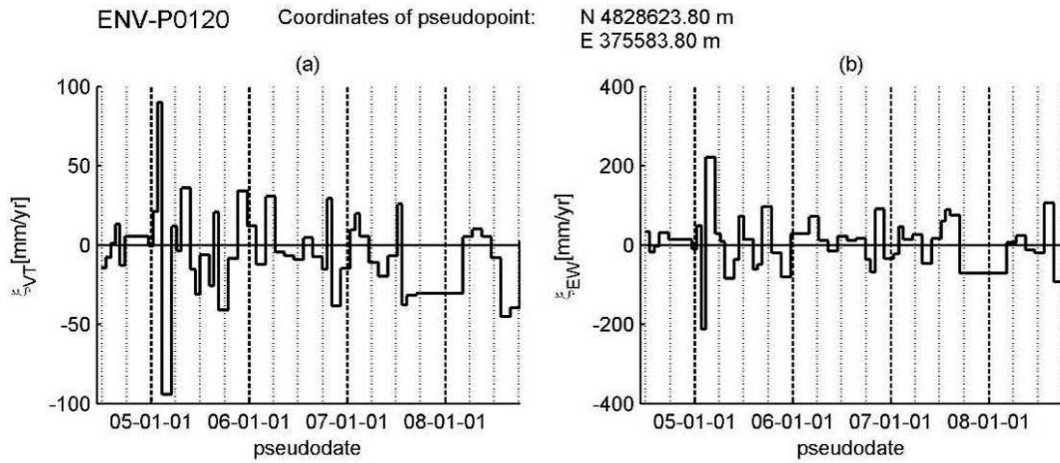 ENV-P0120 Coordinates of pseudopoint: N 4828623.80 m
E 375583.80 m
(a) (b)
100
50
0
-50
-100
ξVT[mm/yr]
05-01-01 06-01-01 07-01-01 08-01-01
pseudodate
400
200
0
-200
-400
ξEW[mm/yr]
05-01-01 06-01-01 07-01-01 08-01-01
pseudodate